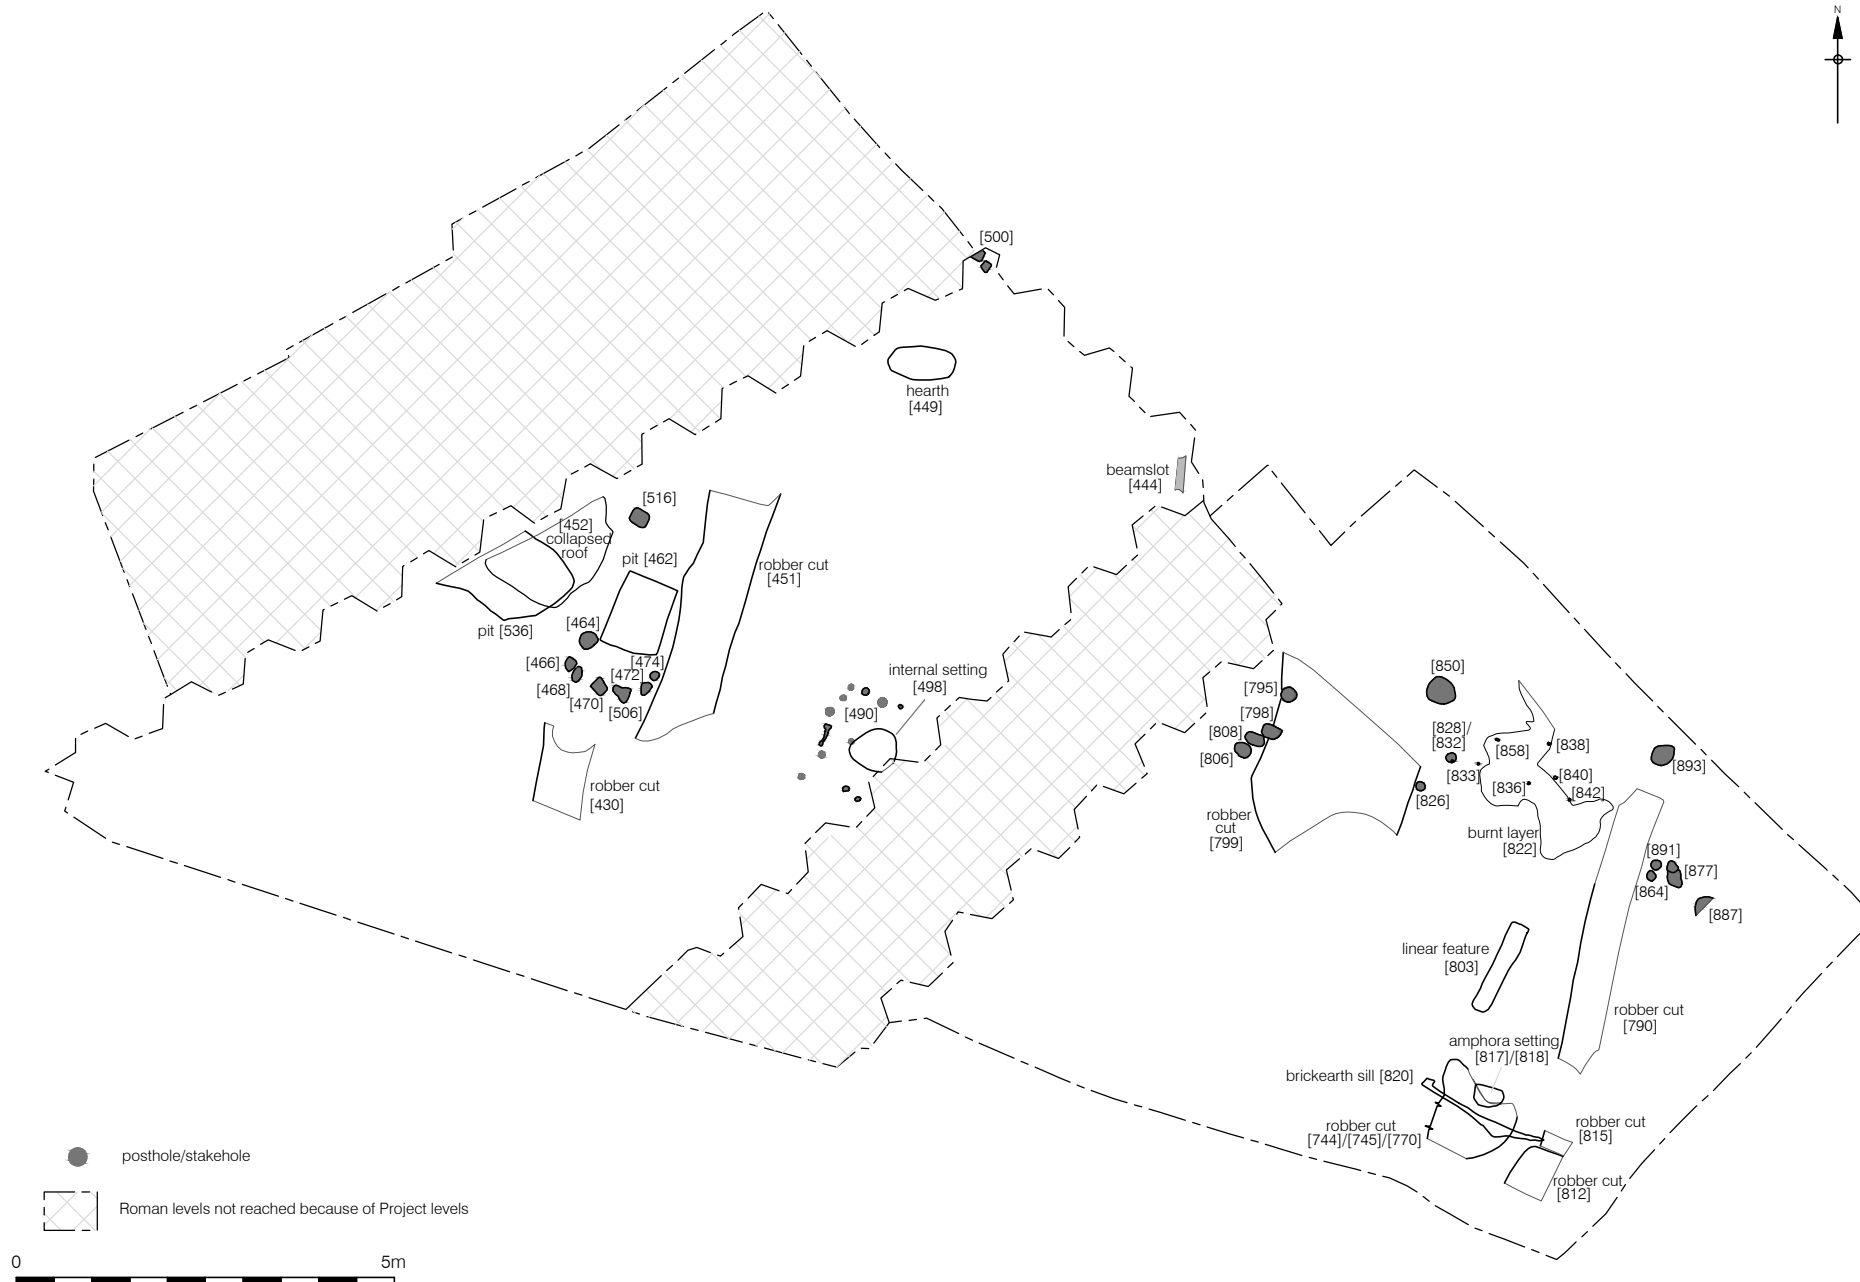 N
[500]
hearth
[449]
beamslot
[444]
[516]
[452]
collapsed
roof
pit [462]
robber cut
[451]
pit [536]
[464]
[466]
[468]
[470]
[472]
[474]
[506]
robber cut
[430]
internal setting
[498]
[490]
[795]
[798]
[808]
[806]
robber
cut
[799]
[850]
[828]/
[832]
[833]
[826]
[858]
[836]
[838]
[840]
[842]
burnt layer
[822]
[893]
[891]
[877]
[864]
[887]
linear feature
[803]
robber cut
[790]
amphora setting
[817]/[818]
brickearth sill [820]
robber cut
[744]/[745]/[770]
robber cut
[815]
robber cut
[812]
posthole/stakehole
Roman levels not reached because of Project levels
0 5m